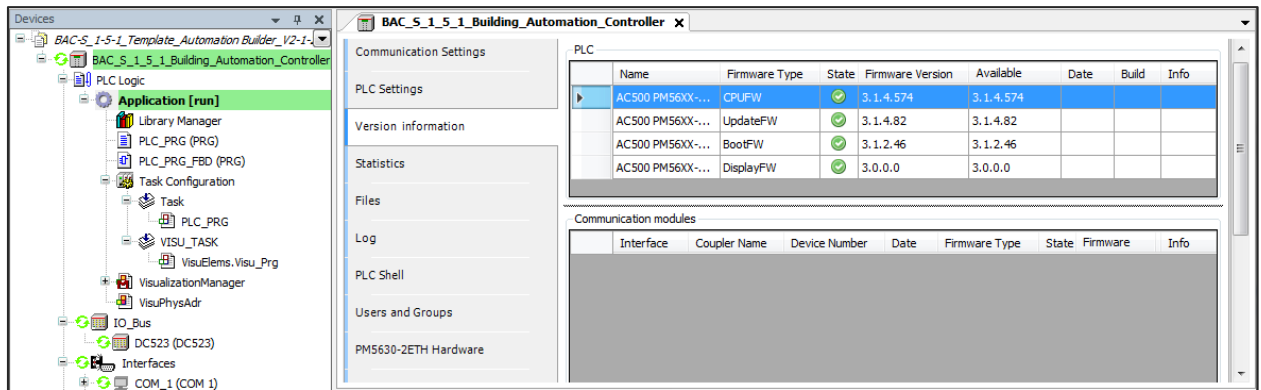 Devices
BAC-S_1-5-1_Template_Automation Builder_V2-1-
BAC_S_1_5_1_Building_Automation_Controller
PLC Logic
Application [run]
Library Manager
PLC_PRG (PRG)
PLC_PRG_FBD (PRG)
Task Configuration
Task
PLC_PRG
VISU_TASK
VisuElems.Visu_Prg
VisualizationManager
VisuPhysAdr
IO_Bus
DC523 (DC523)
Interfaces
COM_1 (COM 1)
BAC_S_1_5_1_Building_Automation_Controller
Communication Settings
PLC Settings
Version information
Statistics
Files
Log
PLC Shell
Users and Groups
PM5630-2ETH Hardware
PLC
Name Firmware Type State Firmware Version Available Date Build Info
AC500 PM56XX-... CPUFW 3.1.4.574 3.1.4.574
AC500 PM56XX-... UpdateFW 3.1.4.82 3.1.4.82
AC500 PM56XX-... BootFW 3.1.2.46 3.1.2.46
AC500 PM56XX-... DisplayFW 3.0.0.0 3.0.0.0
Communication modules
Interface Coupler Name Device Number Date Firmware Type State Firmware Info